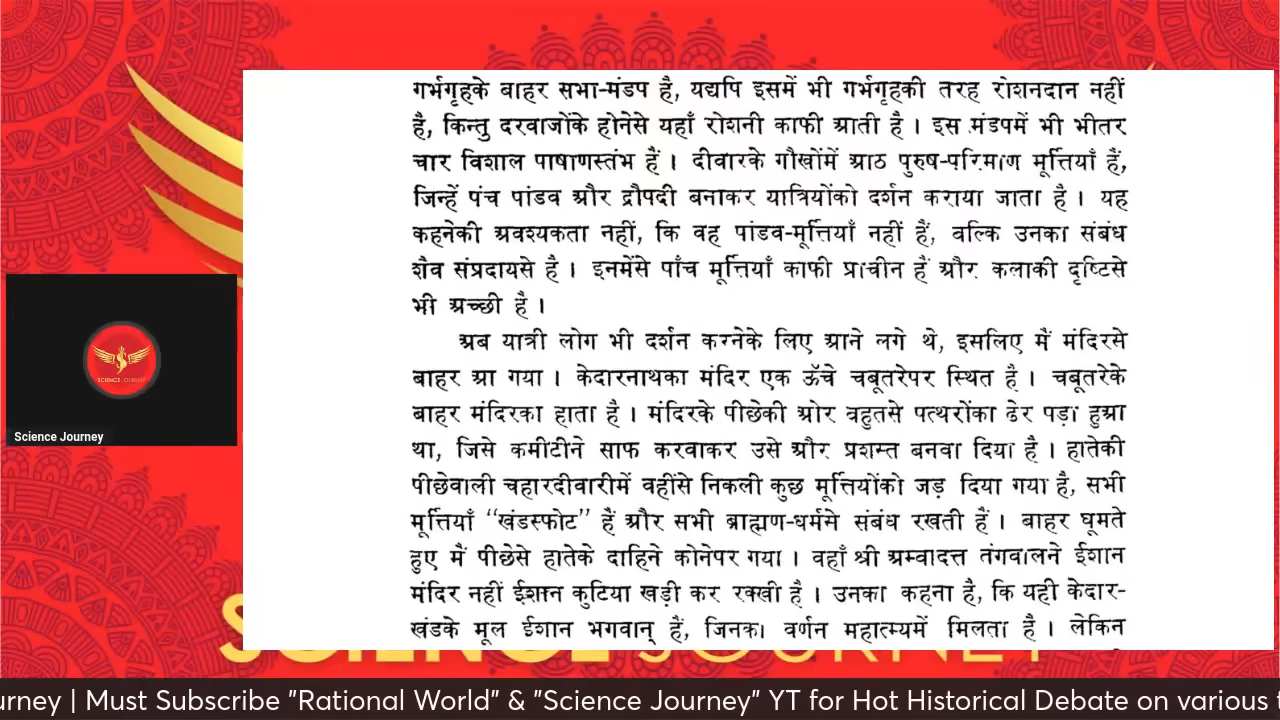 गर्भगृहके बाहर सभा-मंडप है, यद्यपि इसमें भी गर्भगृहकी तरह रोशनदान नहीं
है, किन्तु दरवाजोंके होनेसे यहाँ रोशनी काफी आती है । इस मंडपमें भी भीतर
चार विशाल पाषाणस्तंभ हैं । दीवारके गौखोंमें आठ पुरुष-परिमाण मूर्त्तियाँ हैं,
जिन्हें पंच पांडव और द्रौपदी बनाकर यात्रियोंको दर्शन कराया जाता है । यह
कहनेकी अवश्यकता नहीं, कि वह पांडव-मूर्त्तियाँ नहीं हैं, बल्कि उनका संबंध
शैव संप्रदायसे है । इनमेंसे पाँच मूर्त्तियाँ काफी प्राचीन हैं और कलाकी दृष्टिसे
भी अच्छी है ।
अब यात्री लोग भी दर्शन करनेके लिए आने लगे थे, इसलिए मैं मंदिरसे
बाहर आ गया । केदारनाथका मंदिर एक ऊँचे चबूतरेपर स्थित है । चबूतरेके
बाहर मंदिरका हाता है । मंदिरके पीछेकी ओर बहुतसे पत्थरोंका ढेर पड़ा हुआ
था, जिसे कमीटीने साफ करवाकर उसे और प्रशस्त बनवा दिया है । हातेकी
पीछेवाली चहारदीवारीमें वहींसे निकली कुछ मूर्त्तियोंको जड़ दिया गया है, सभी
मूर्त्तियाँ “खंडस्फोट” हैं और सभी ब्राह्मण-धर्मसे संबंध रखती हैं । बाहर घूमते
हुए मैं पीछेसे हातेके दाहिने कोनेपर गया । वहाँ श्री अम्वादत्त तंगवालने ईशान
मंदिर नहीं ईशान कुटिया खड़ी कर रक्खी है । उनका कहना है, कि यही केदार-
खंडके मूल ईशान भगवान् हैं, जिनका वर्णन महात्म्यमें मिलता है । लेकिन
SCIENCE JOURNEY
Science Journey
SCIENCE JOURNEY
urney | Must Subscribe "Rational World" & "Science Journey" YT for Hot Historical Debate on various